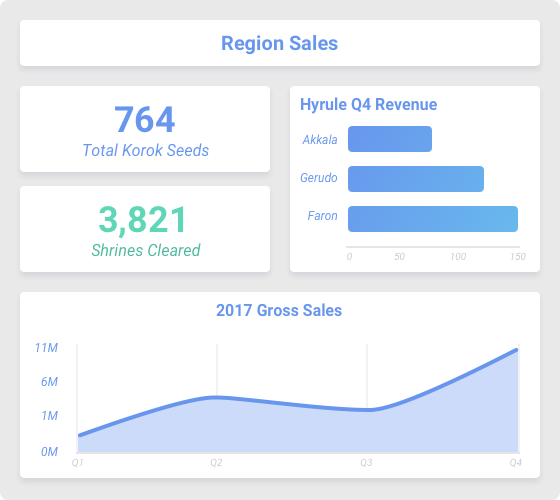 Region Sales
764
Total Korok Seeds
3,821
Shrines Cleared
Hyrule Q4 Revenue
Akkala
Gerudo
Faron
0 50 100 150
2017 Gross Sales
11M
6M
1M
0M
Q1 Q2 Q3 Q4